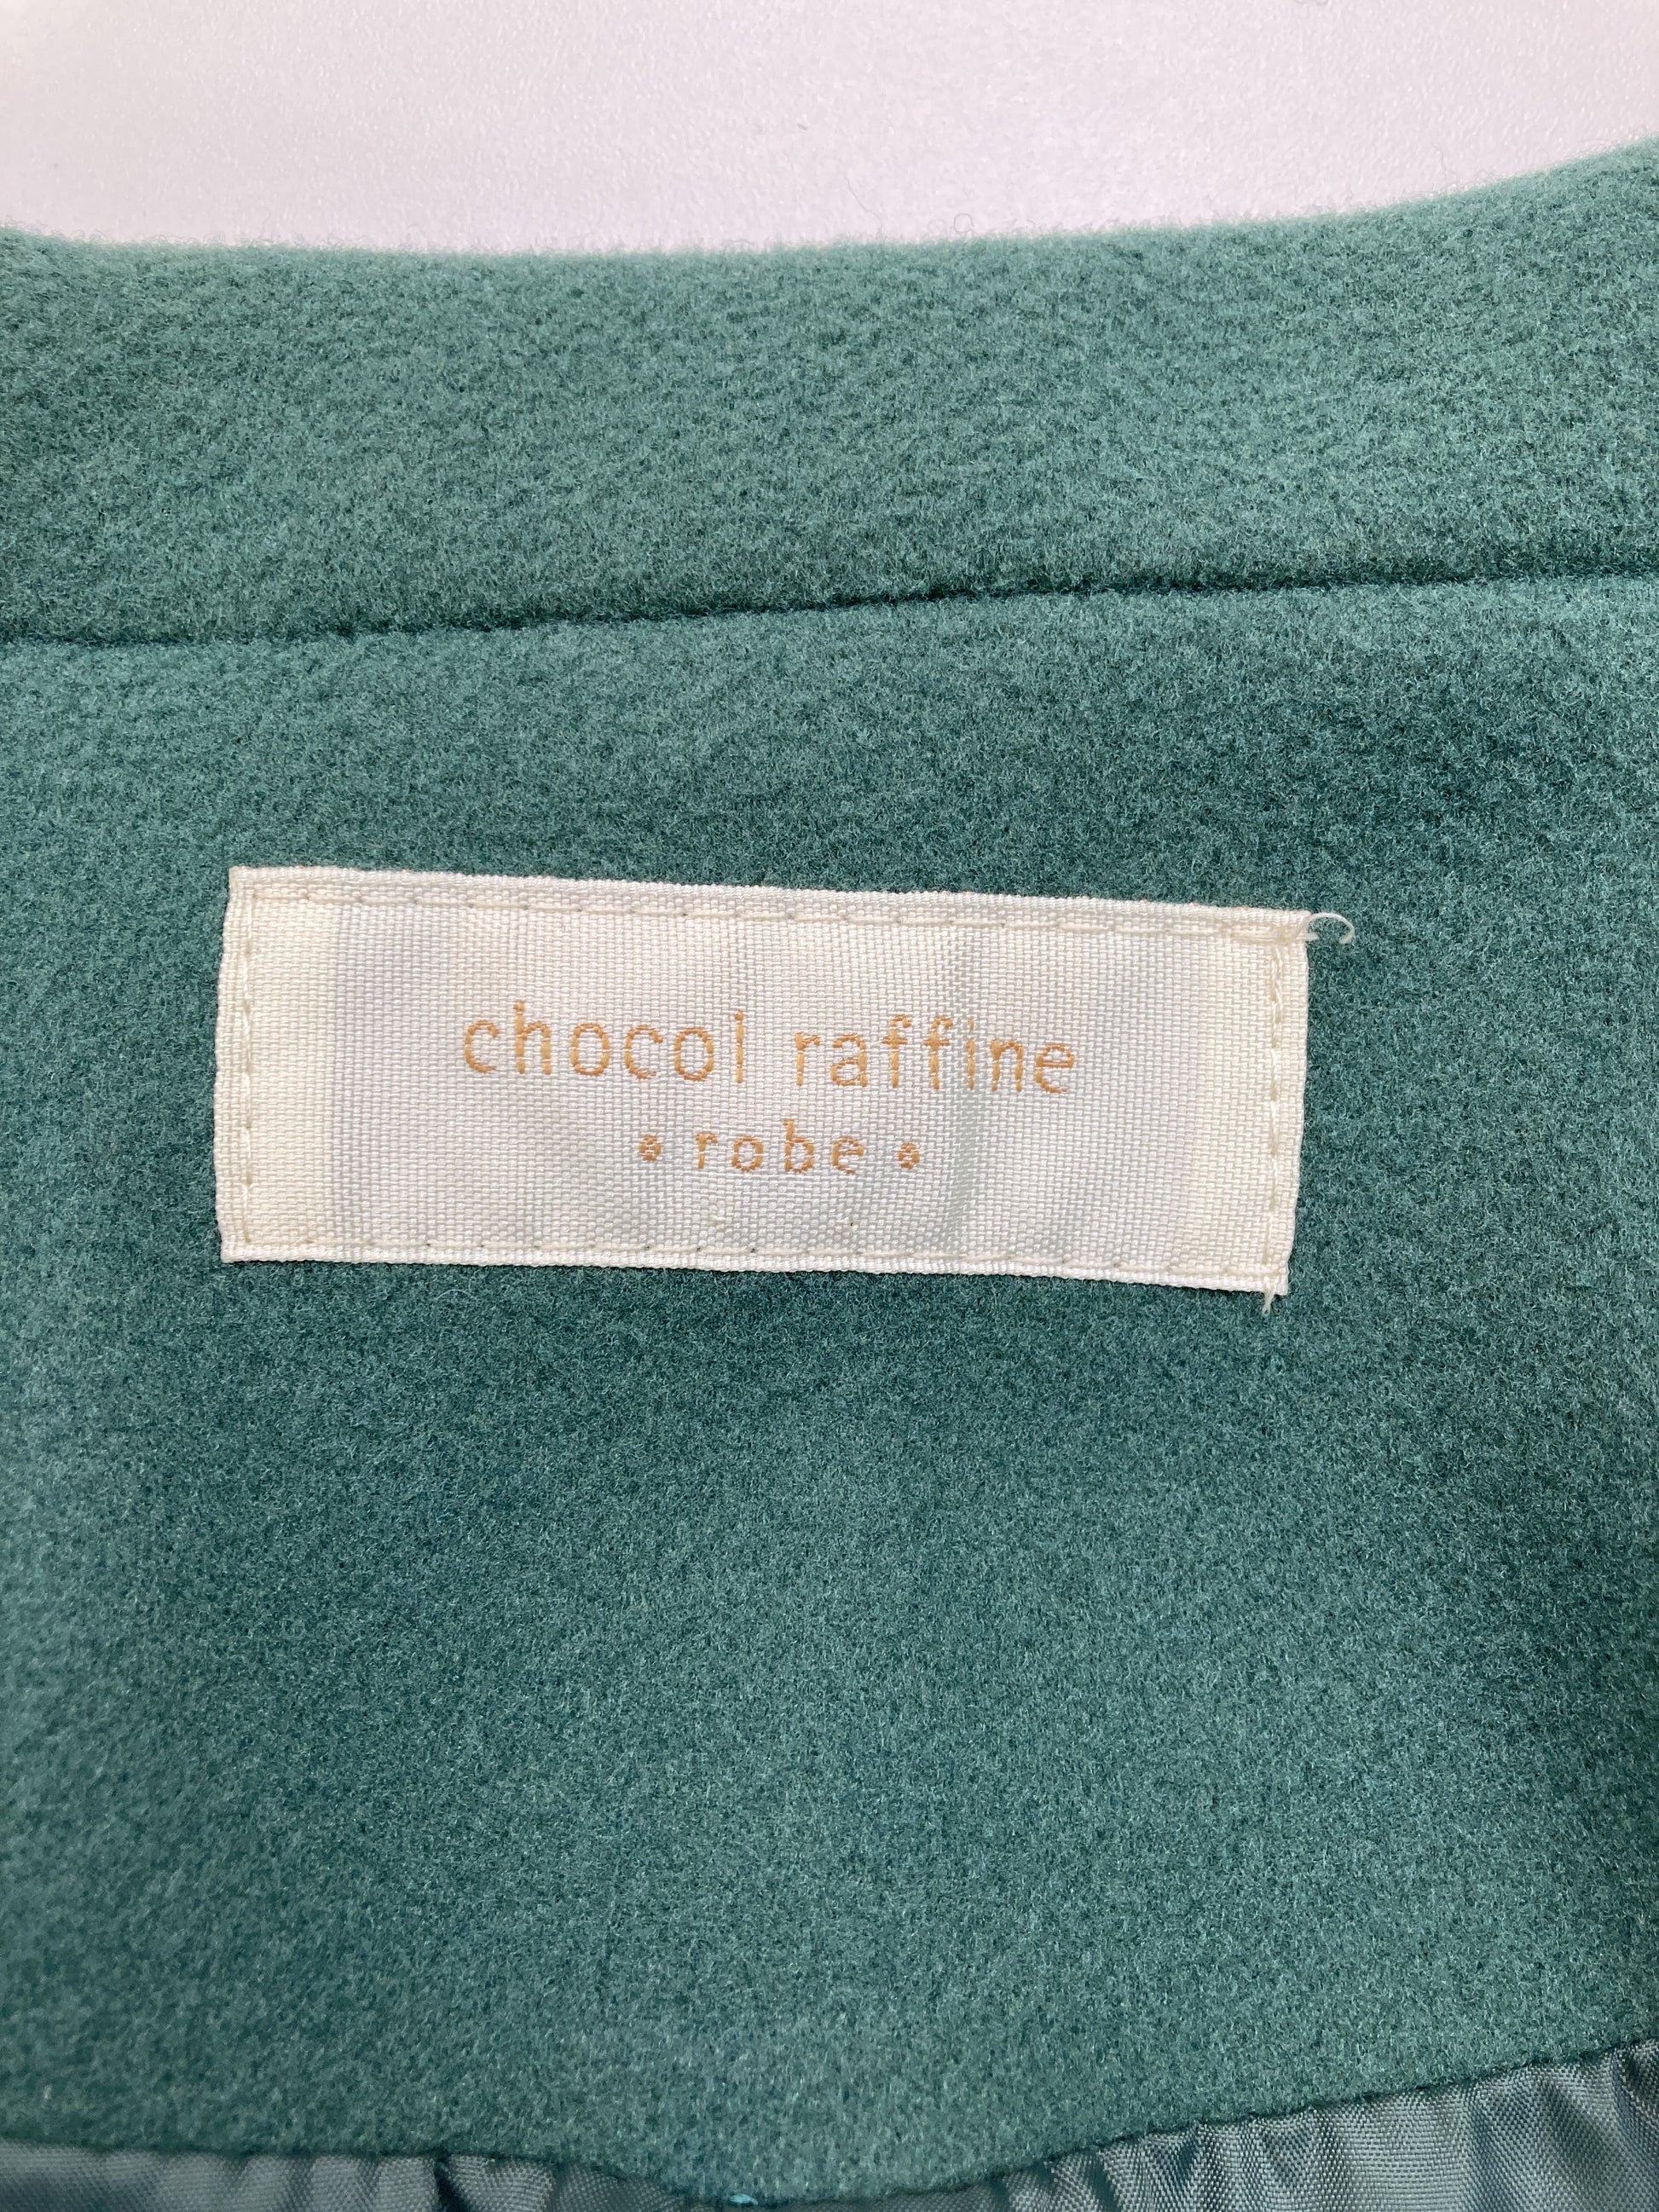 chocol raffine
• robe •